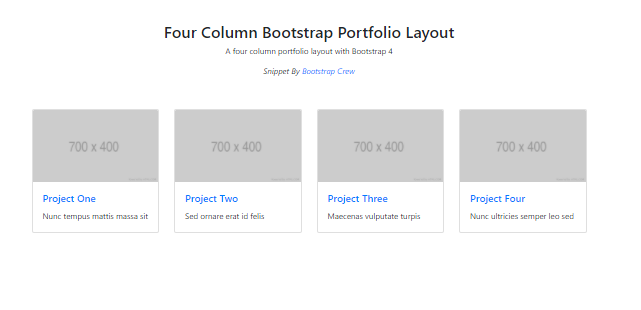 Four Column Bootstrap Portfolio Layout
A four column portfolio layout with Bootstrap 4
Snippet By Bootstrap Crew
700 x 400
700 x 400
700 x 400
700 x 400
Project One
Project Two
Project Three
Project Four
Nunc tempus mattis massa sit
Sed ornare erat id felis
Maecenas vulputate turpis
Nunc ultricies semper leo sed